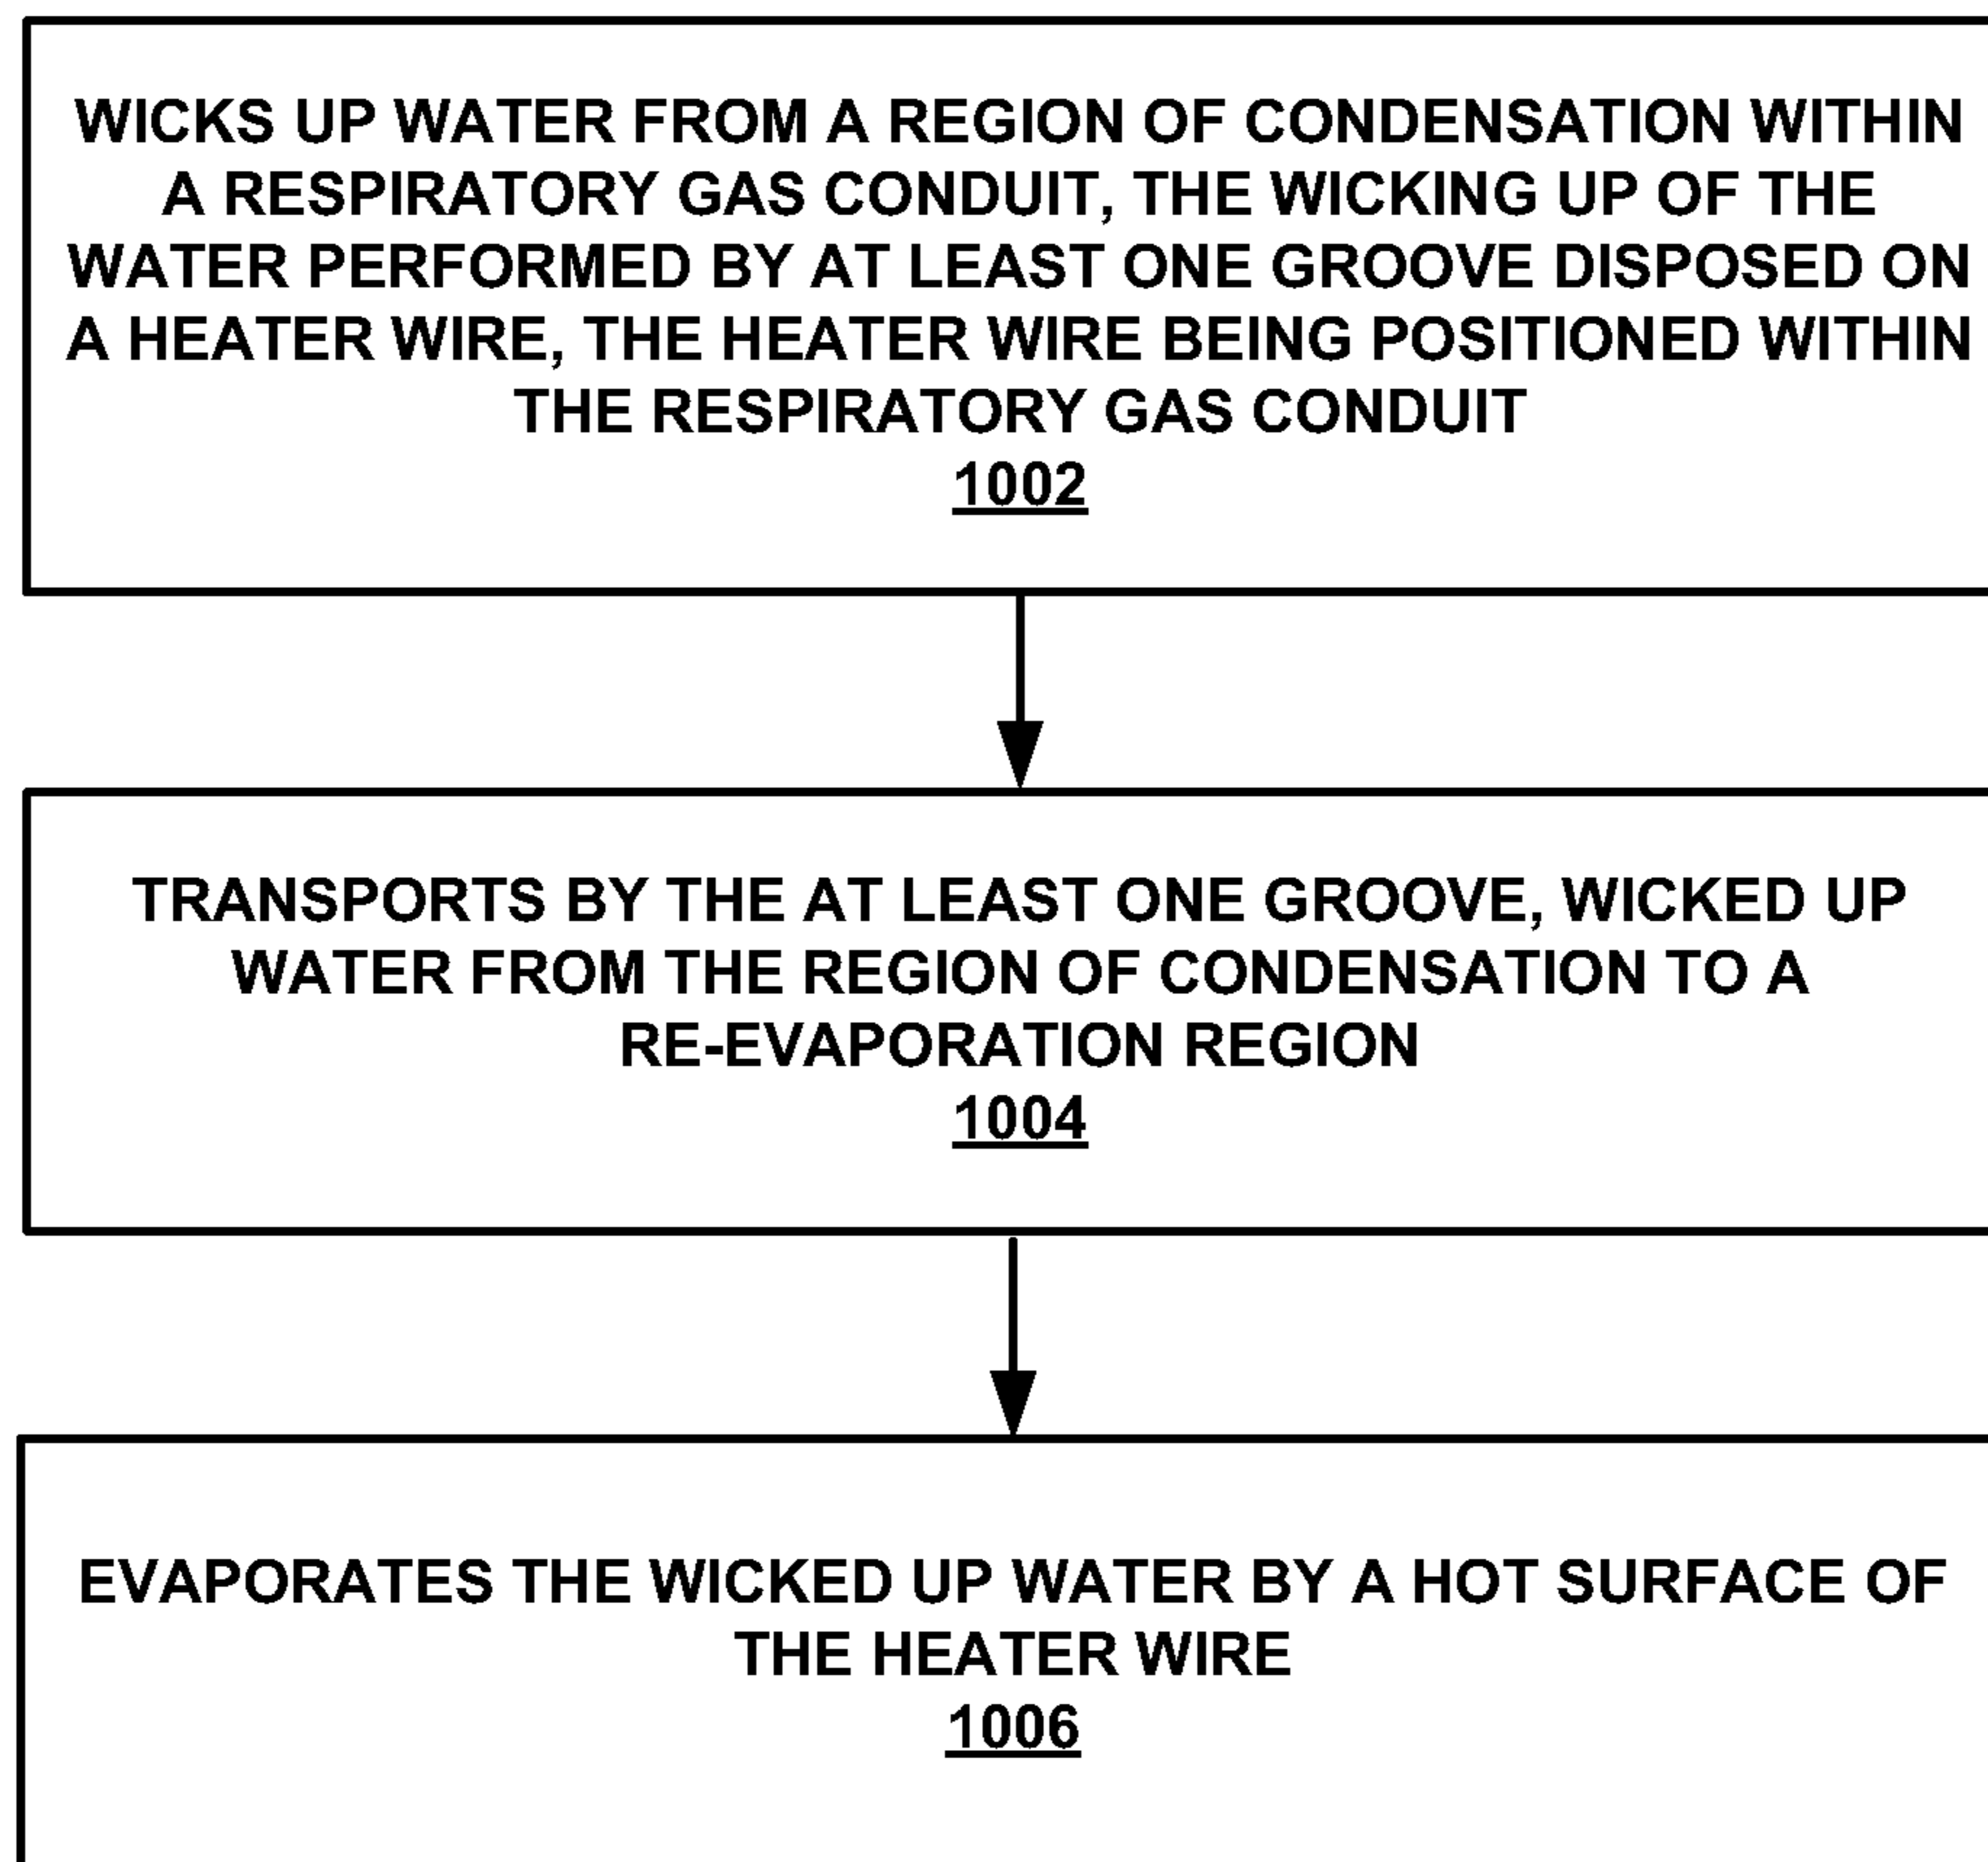 WICKS UP WATER FROM A REGION OF CONDENSATION WITHIN
A RESPIRATORY GAS CONDUIT, THE WICKING UP OF THE
WATER PERFORMED BY AT LEAST ONE GROOVE DISPOSED ON
A HEATER WIRE, THE HEATER WIRE BEING POSITIONED WITHIN
THE RESPIRATORY GAS CONDUIT
1002
TRANSPORTS BY THE AT LEAST ONE GROOVE, WICKED UP
WATER FROM THE REGION OF CONDENSATION TO A
RE-EVAPORATION REGION
1004
EVAPORATES THE WICKED UP WATER BY A HOT SURFACE OF
THE HEATER WIRE
1006